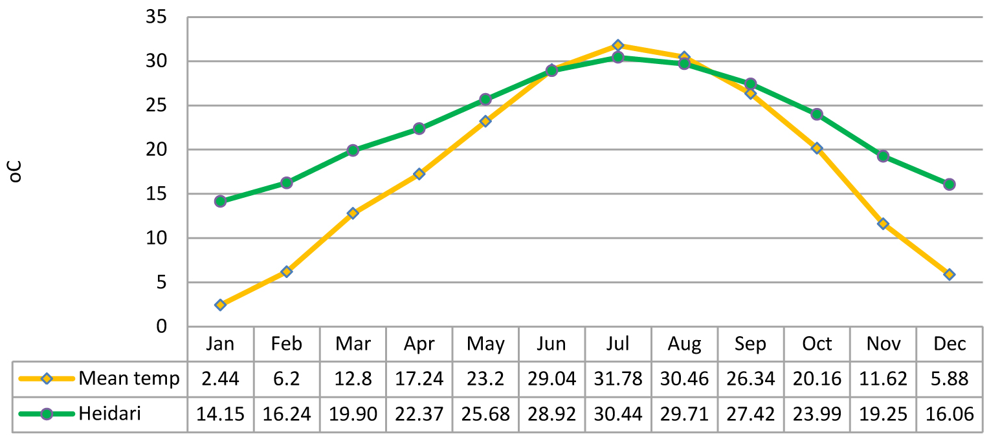 35
30
25
20
15
10
5
0
oC
Jan Feb Mar Apr May Jun Jul Aug Sep Oct Nov Dec
Mean temp 2.44 6.2 12.8 17.24 23.2 29.04 31.78 30.46 26.34 20.16 11.62 5.88
Heidari 14.15 16.24 19.90 22.37 25.68 28.92 30.44 29.71 27.42 23.99 19.25 16.06